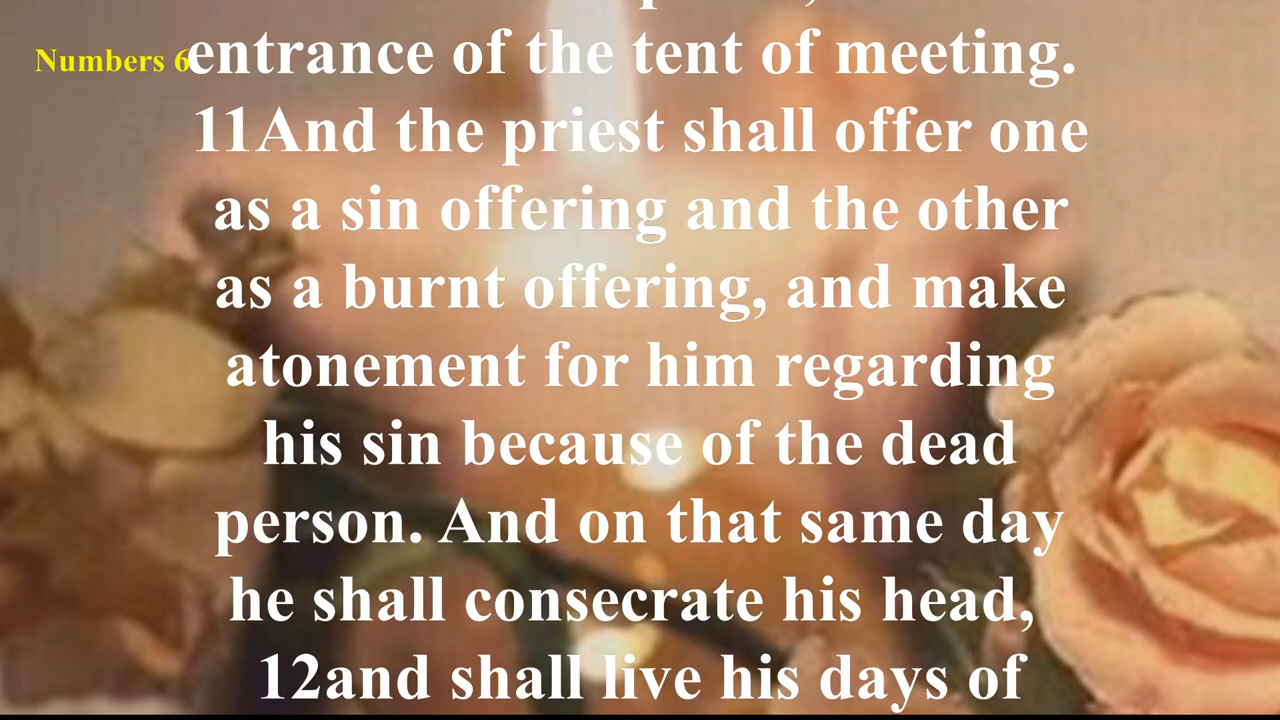 Numbers 6
entrance of the tent of meeting.
11And the priest shall offer one
as a sin offering and the other
as a burnt offering, and make
atonement for him regarding
his sin because of the dead
person. And on that same day
he shall consecrate his head,
12and shall live his days of